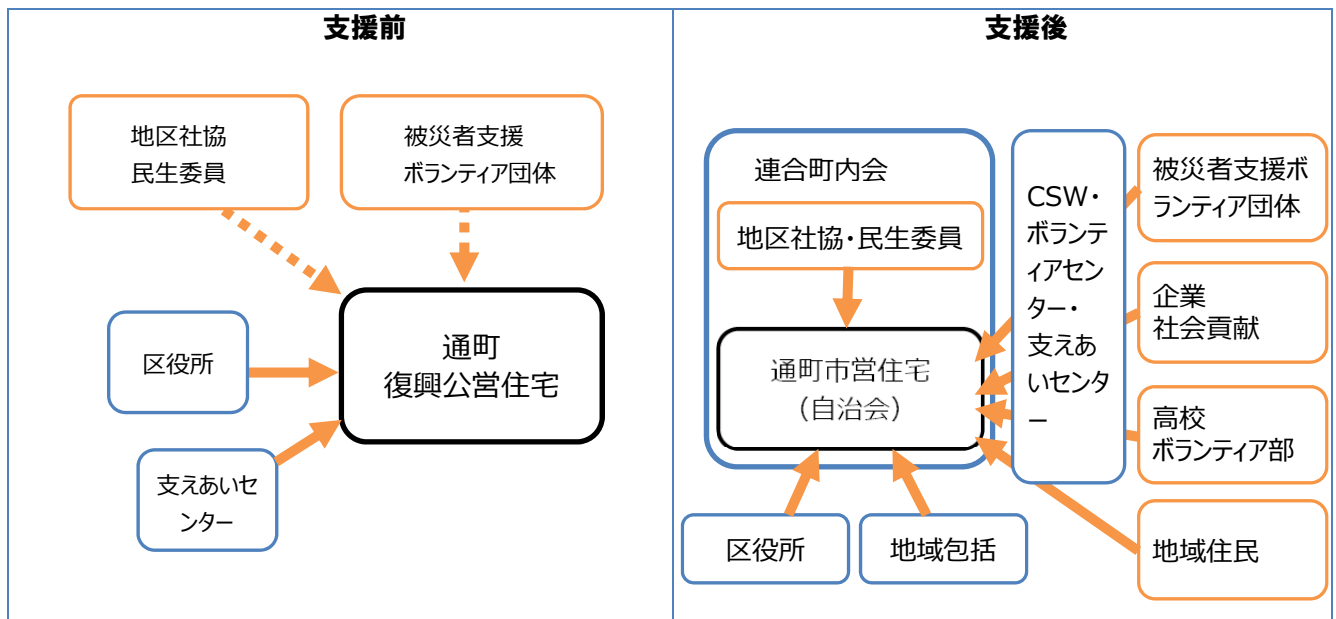 支援前
地区社協
民生委員
被災者支援
ボランティア団体
区役所
通町
復興公営住宅
支えあいセ
ンター
支援後
連合町内会
地区社協・民生委員
通町市営住宅
（自治会）
区役所
地域包括
CSW・
ボランテ
ィアセン
ター・
支えあ
いセンタ
ー
被災者支援ボ
ランティア団体
企業
社会貢献
高校
ボランティア部
地域住民